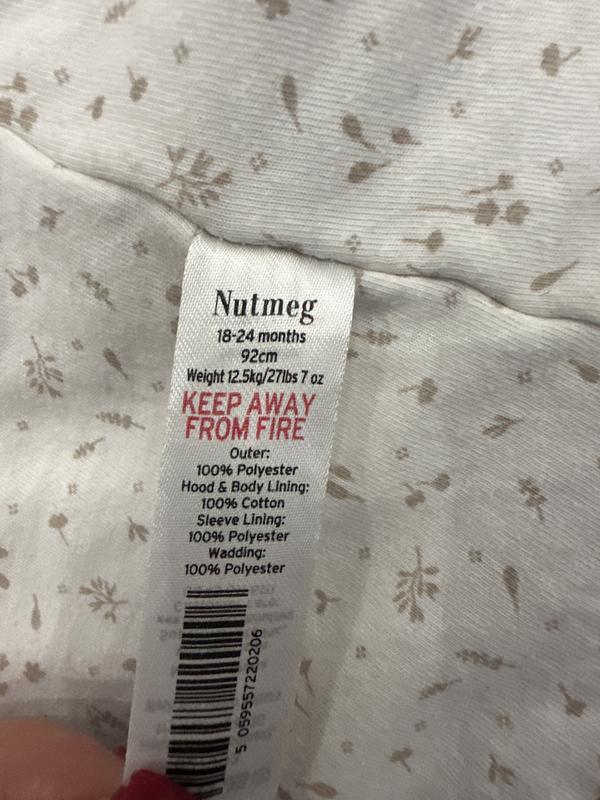 Nutmeg
18-24 months
92cm
Weight 12.5kg/27lbs 7 oz
KEEP AWAY
FROM FIRE
Outer:
100% Polyester
Hood & Body Lining:
100% Cotton
Sleeve Lining:
100% Polyester
Wadding:
100% Polyester
5 059557220206